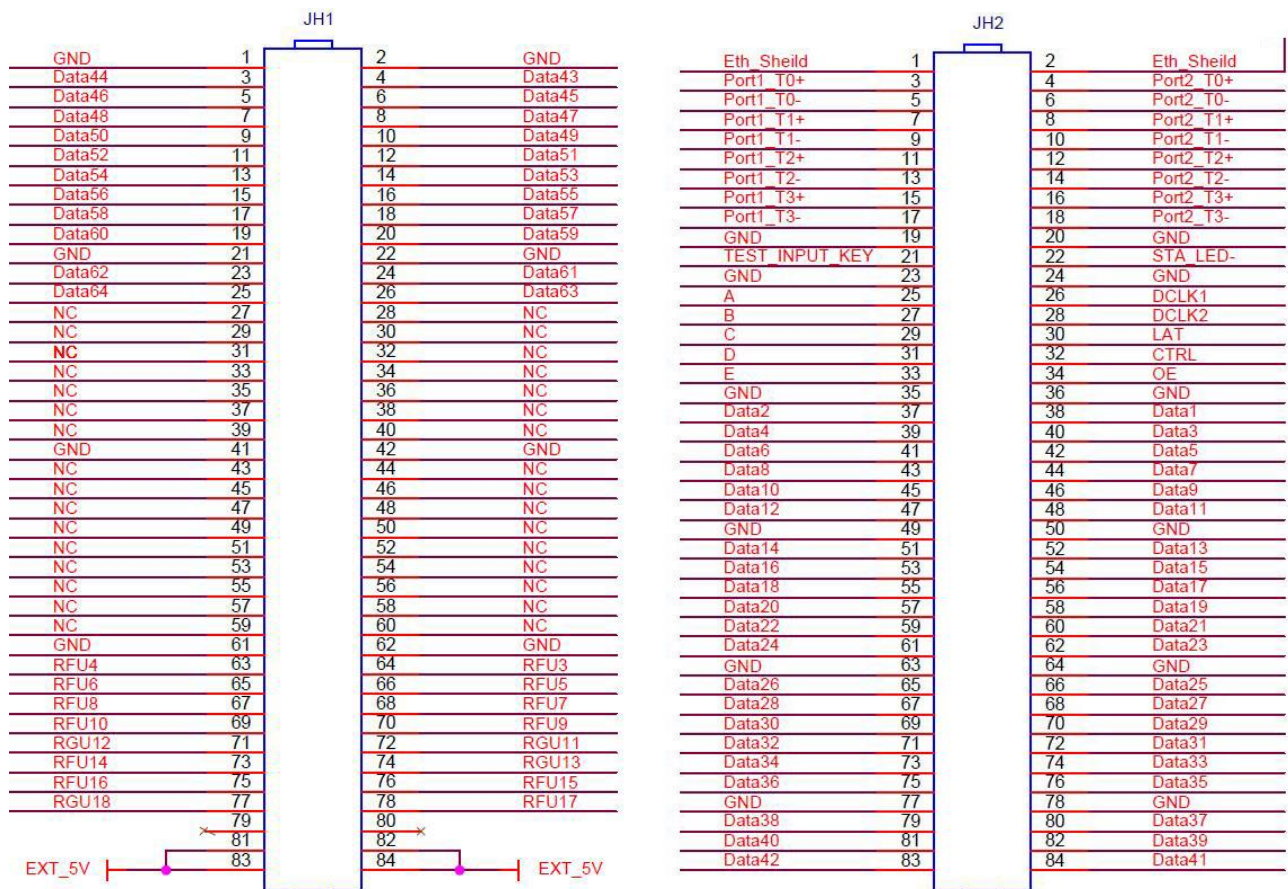 JH1
GND 1 2 GND
Data44 3 4 Data43
Data46 5 6 Data45
Data48 7 8 Data47
Data50 9 10 Data49
Data52 11 12 Data51
Data54 13 14 Data53
Data56 15 16 Data55
Data58 17 18 Data57
Data60 19 20 Data59
GND 21 22 GND
Data62 23 24 Data61
Data64 25 26 Data63
NC 27 28 NC
NC 29 30 NC
NC 31 32 NC
NC 33 34 NC
NC 35 36 NC
NC 37 38 NC
NC 39 40 NC
GND 41 42 GND
NC 43 44 NC
NC 45 46 NC
NC 47 48 NC
NC 49 50 NC
NC 51 52 NC
NC 53 54 NC
NC 55 56 NC
NC 57 58 NC
NC 59 60 NC
GND 61 62 GND
RFU4 63 64 RFU3
RFU6 65 66 RFU5
RFU8 67 68 RFU7
RFU10 69 70 RFU9
RGU12 71 72 RGU11
RFU14 73 74 RGU13
RFU16 75 76 RFU15
RGU18 77 78 RFU17
79 80
81 82
EXT_5V 83 84 EXT_5V
JH2
Eth_Sheild 1 2 Eth_Sheild
Port1_T0+ 3 4 Port2_T0+
Port1_T0- 5 6 Port2_T0-
Port1_T1+ 7 8 Port2_T1+
Port1_T1- 9 10 Port2_T1-
Port1_T2+ 11 12 Port2_T2+
Port1_T2- 13 14 Port2_T2-
Port1_T3+ 15 16 Port2_T3+
Port1_T3- 17 18 Port2_T3-
GND 19 20 GND
TEST_INPUT_KEY 21 22 STA_LED-
GND 23 24 GND
A 25 26 DCLK1
B 27 28 DCLK2
C 29 30 LAT
D 31 32 CTRL
E 33 34 OE
GND 35 36 GND
Data2 37 38 Data1
Data4 39 40 Data3
Data6 41 42 Data5
Data8 43 44 Data7
Data10 45 46 Data9
Data12 47 48 Data11
GND 49 50 GND
Data14 51 52 Data13
Data16 53 54 Data15
Data18 55 56 Data17
Data20 57 58 Data19
Data22 59 60 Data21
Data24 61 62 Data23
GND 63 64 GND
Data26 65 66 Data25
Data28 67 68 Data27
Data30 69 70 Data29
Data32 71 72 Data31
Data34 73 74 Data33
Data36 75 76 Data35
GND 77 78 GND
Data38 79 80 Data37
Data40 81 82 Data39
Data42 83 84 Data41